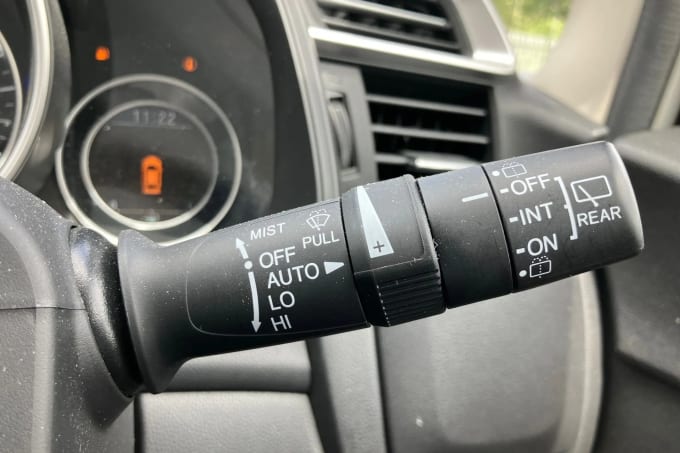 11:22
MIST
PULL
OFF
AUTO
LO
HI
+
OFF
INT
ON
REAR